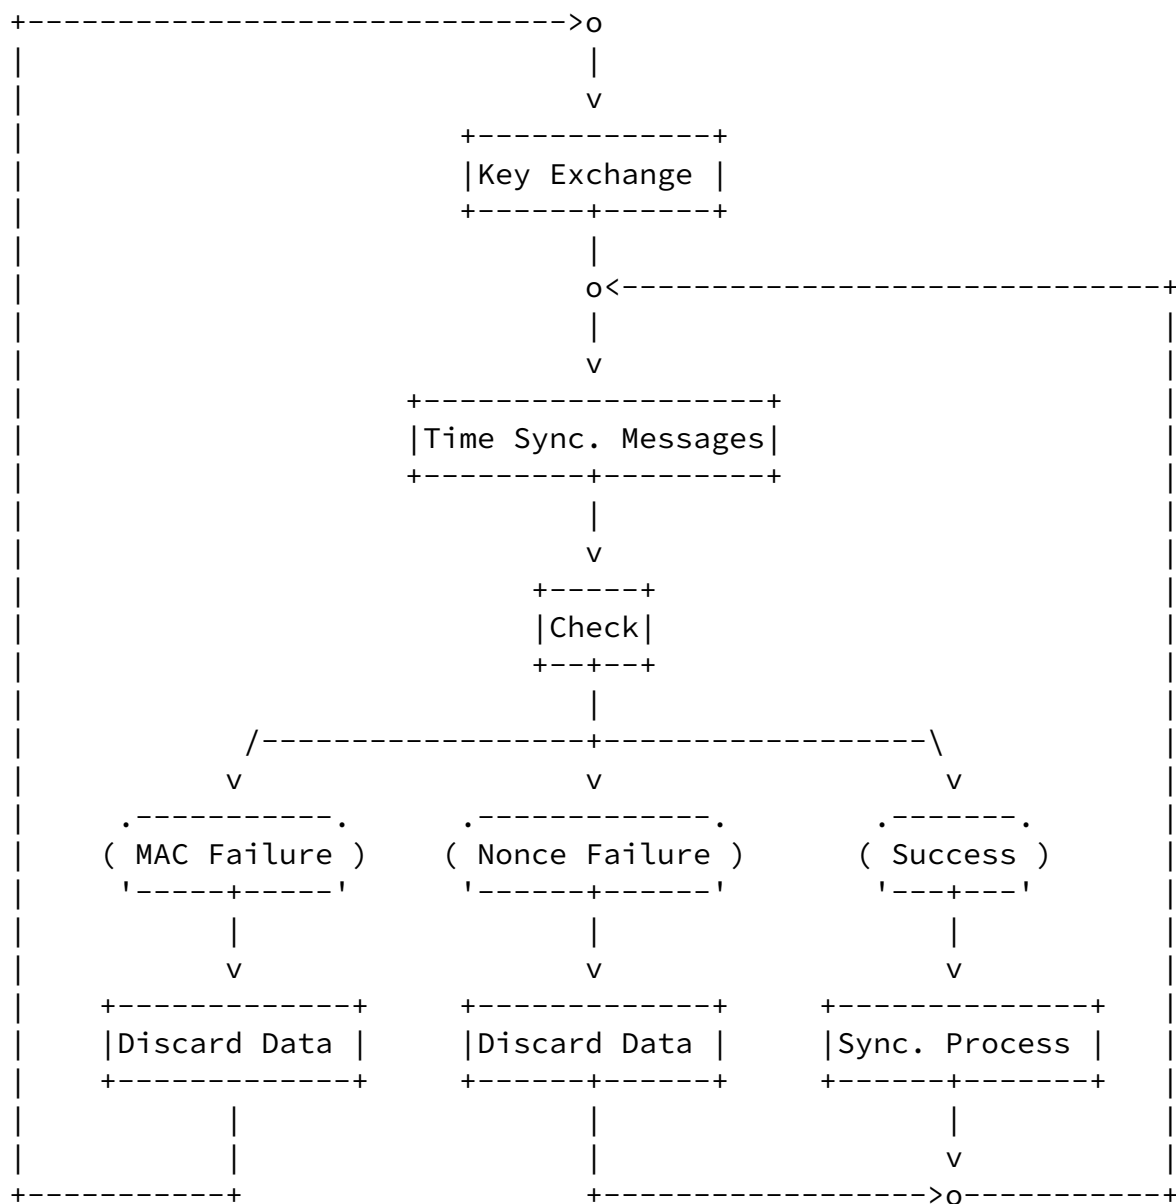 Key Exchange
Time Sync. Messages
Check
MAC Failure Nonce Failure Success
Discard Data Discard Data Sync. Process